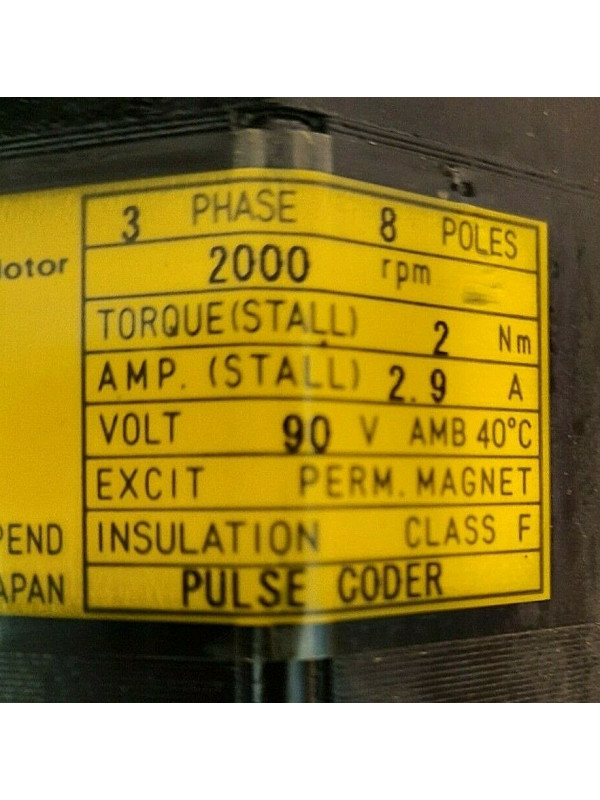 3 PHASE 8 POLES
otor 2000 rpm
TORQUE(STALL) 2 Nm
AMP. (STALL) 2.9 A
VOLT 90 V AMB 40°C
EXCIT PERM. MAGNET
PEND INSULATION CLASS F
APAN PULSE CODER